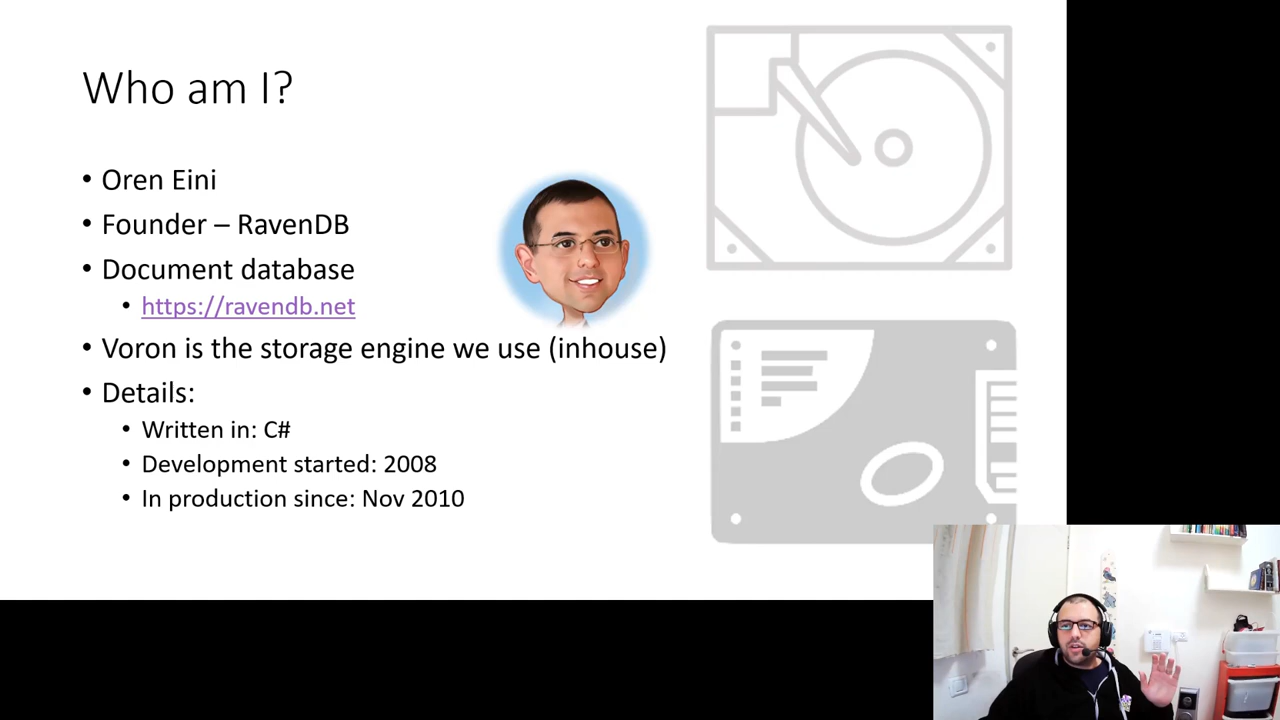 Who am I?
• Oren Eini
• Founder – RavenDB
• Document database
• https://ravendb.net
• Voron is the storage engine we use (inhouse)
• Details:
• Written in: C#
• Development started: 2008
• In production since: Nov 2010